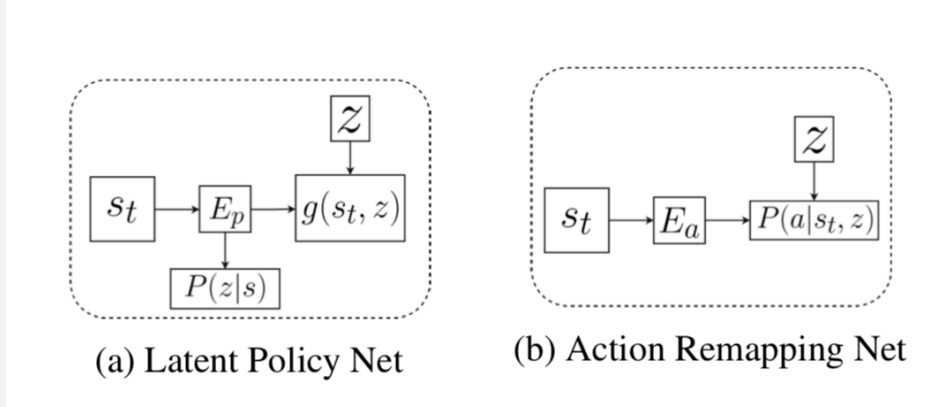 z
s_t
E_p
g(s_t, z)
P(z|s)
(a) Latent Policy Net
z
s_t
E_a
P(a|s_t, z)
(b) Action Remapping Net